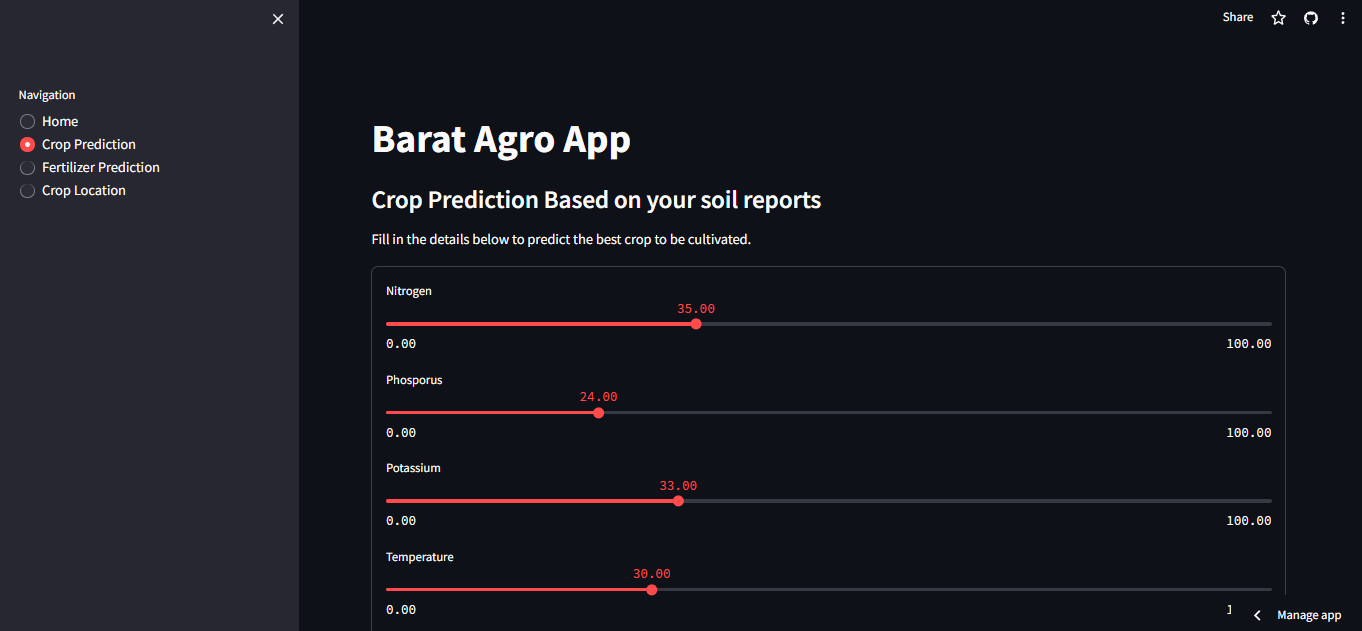 Share
Navigation
Home
Crop Prediction
Fertilizer Prediction
Crop Location
Barat Agro App
Crop Prediction Based on your soil reports
Fill in the details below to predict the best crop to be cultivated.
Nitrogen
35.00
0.00 100.00
Phosporus
24.00
0.00 100.00
Potassium
33.00
0.00 100.00
Temperature
30.00
0.00 1
Manage app